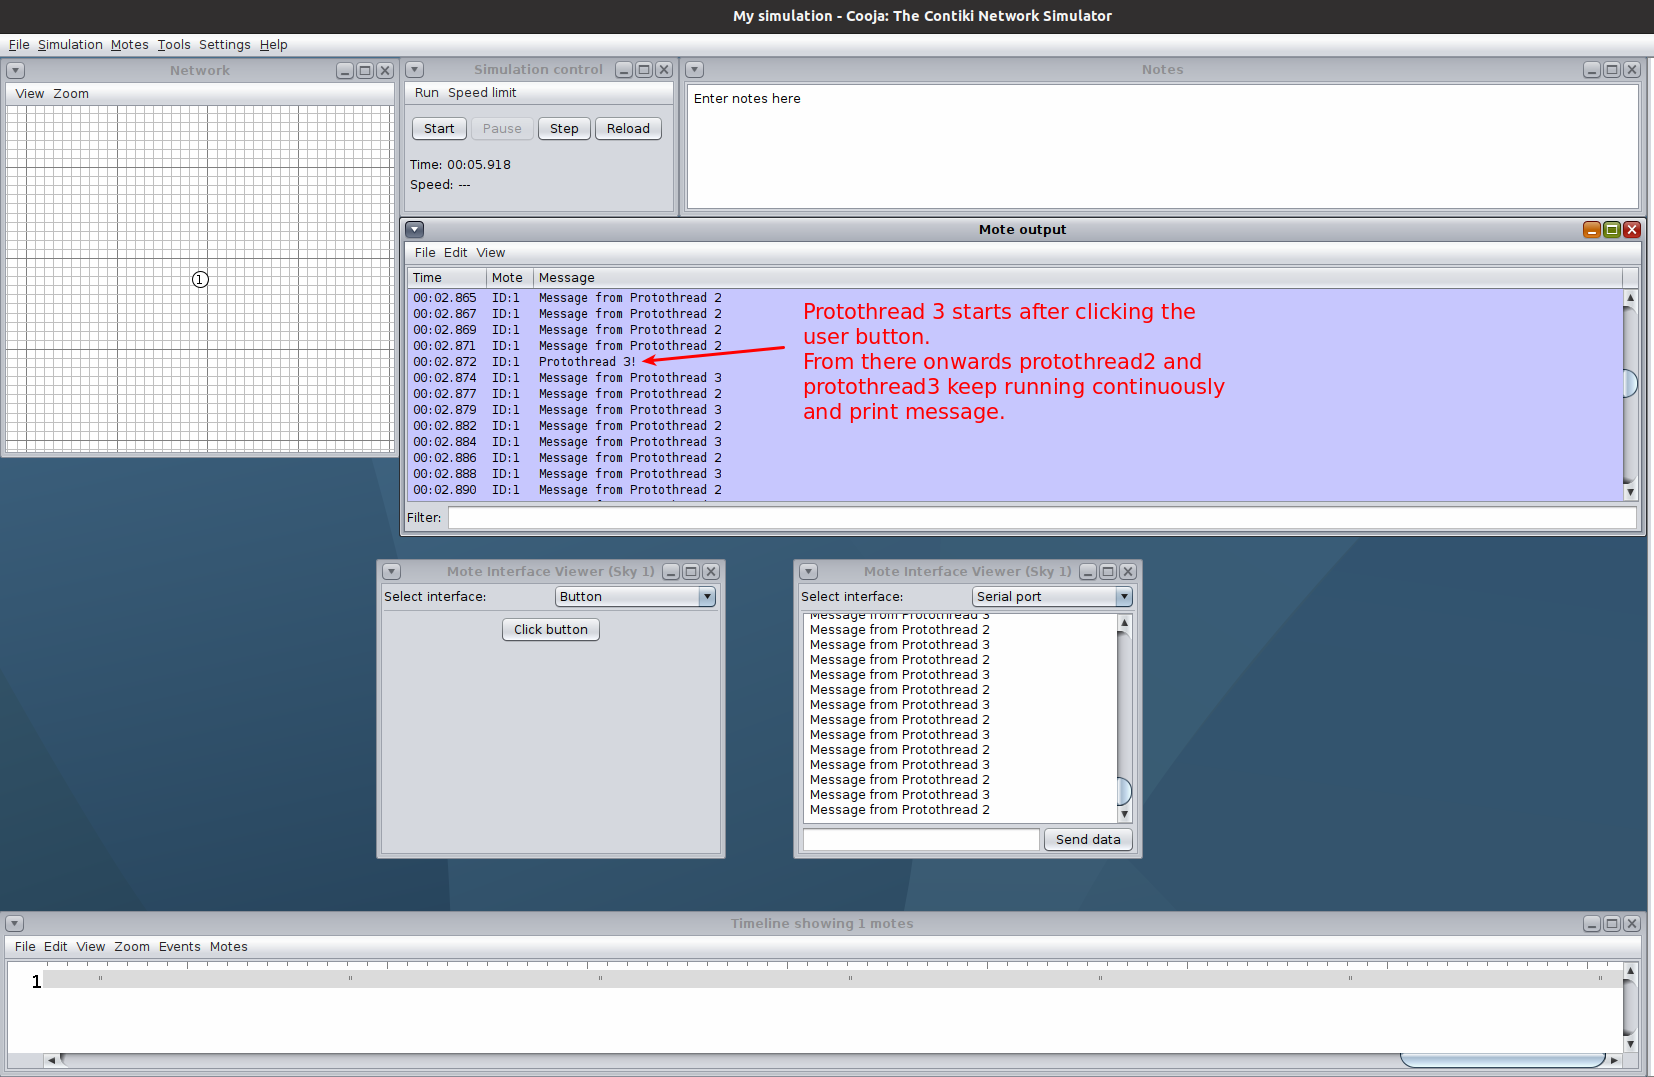 My simulation - Cooja: The Contiki Network Simulator
File Simulation Motes Tools Settings Help
Network
View Zoom
1
Simulation control
Run Speed limit
Start Pause Step Reload
Time: 00:05.918
Speed: ---
Notes
Enter notes here
Mote output
File Edit View
Time Mote Message
00:02.865 ID:1 Message from Protothread 2
00:02.867 ID:1 Message from Protothread 2
00:02.869 ID:1 Message from Protothread 2
00:02.871 ID:1 Message from Protothread 2
00:02.872 ID:1 Protothread 3!
00:02.874 ID:1 Message from Protothread 3
00:02.877 ID:1 Message from Protothread 2
00:02.879 ID:1 Message from Protothread 3
00:02.882 ID:1 Message from Protothread 2
00:02.884 ID:1 Message from Protothread 3
00:02.886 ID:1 Message from Protothread 2
00:02.888 ID:1 Message from Protothread 3
00:02.890 ID:1 Message from Protothread 2
Protothread 3 starts after clicking the
user button.
From there onwards protothread2 and
protothread3 keep running continuously
and print message.
Filter:
Mote Interface Viewer (Sky 1)
Select interface: Button
Click button
Mote Interface Viewer (Sky 1)
Select interface: Serial port
Message from Protothread 3
Message from Protothread 2
Message from Protothread 3
Message from Protothread 2
Message from Protothread 3
Message from Protothread 2
Message from Protothread 3
Message from Protothread 2
Message from Protothread 3
Message from Protothread 2
Message from Protothread 3
Message from Protothread 2
Message from Protothread 3
Message from Protothread 2
Send data
Timeline showing 1 motes
File Edit View Zoom Events Motes
1